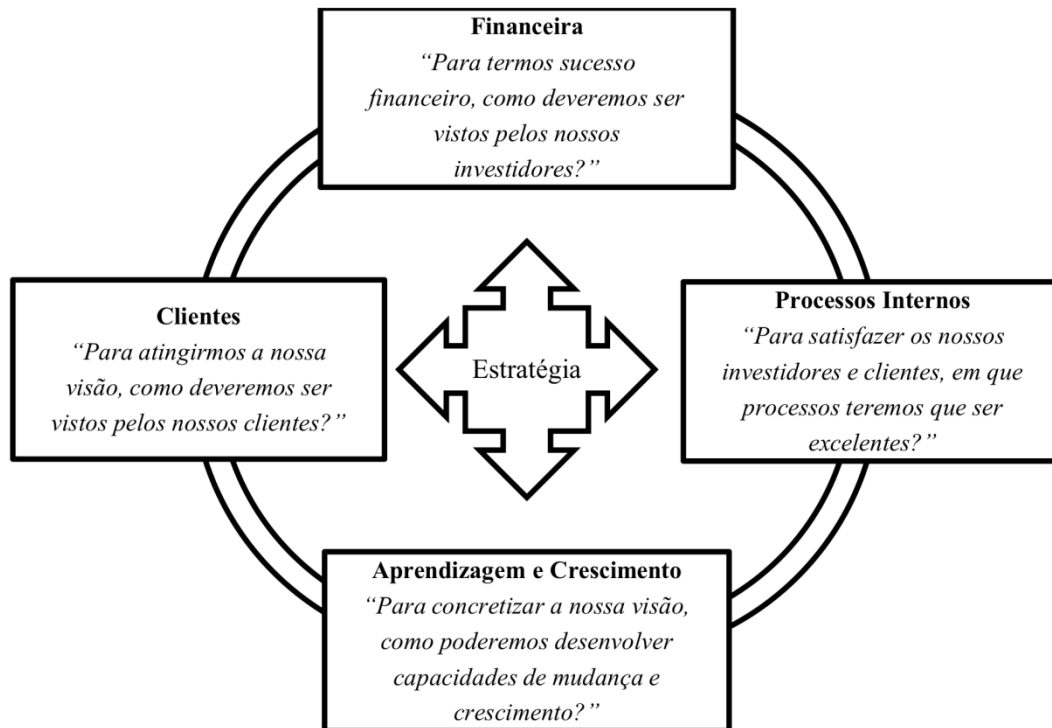 Financeira
“Para termos sucesso
financeiro, como deveremos ser
vistos pelos nossos
investidores?”
Clientes
“Para atingirmos a nossa
visão, como deveremos ser
vistos pelos nossos clientes?”
Estratégia
Processos Internos
“Para satisfazer os nossos
investidores e clientes, em que
processos teremos que ser
excelentes?”
Aprendizagem e Crescimento
“Para concretizar a nossa visão,
como poderemos desenvolver
capacidades de mudança e
crescimento?”